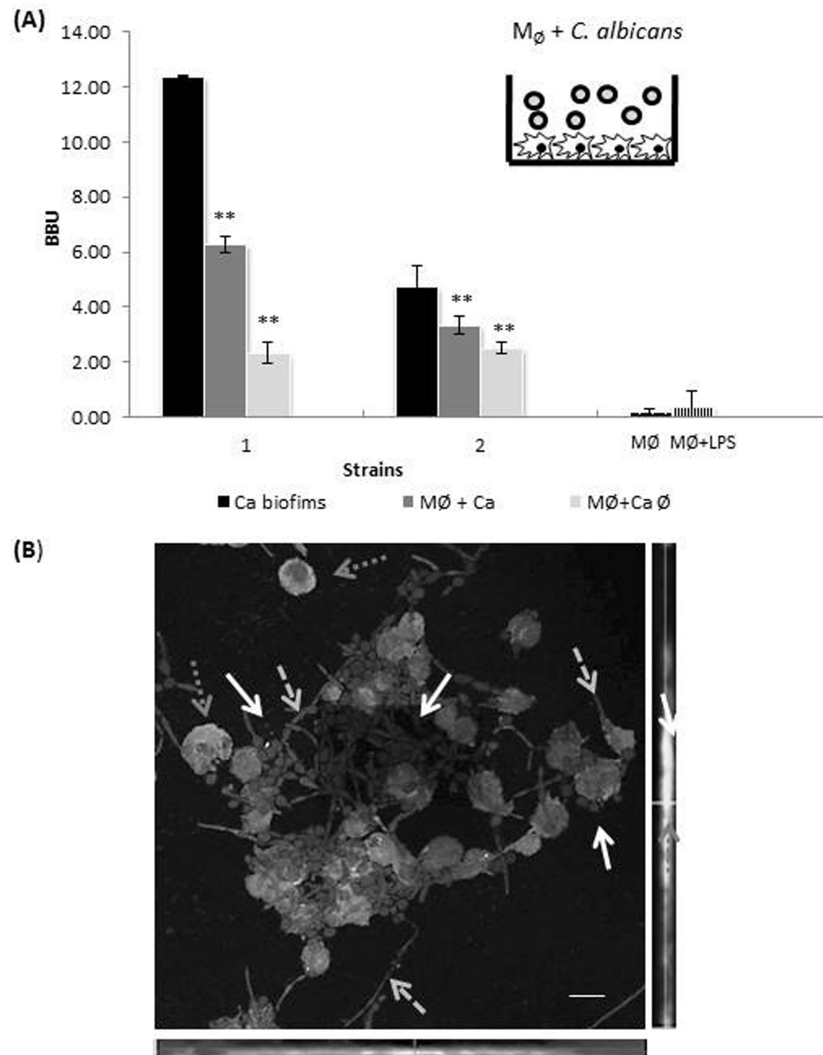 (A)
MØ + C. albicans
14.00
12.00
10.00
8.00
6.00
4.00
2.00
0.00
BBU
**
**
**
**
1
2
MØ
MØ+LPS
Strains
Ca biofims
MØ + Ca
MØ+Ca Ø
(B)